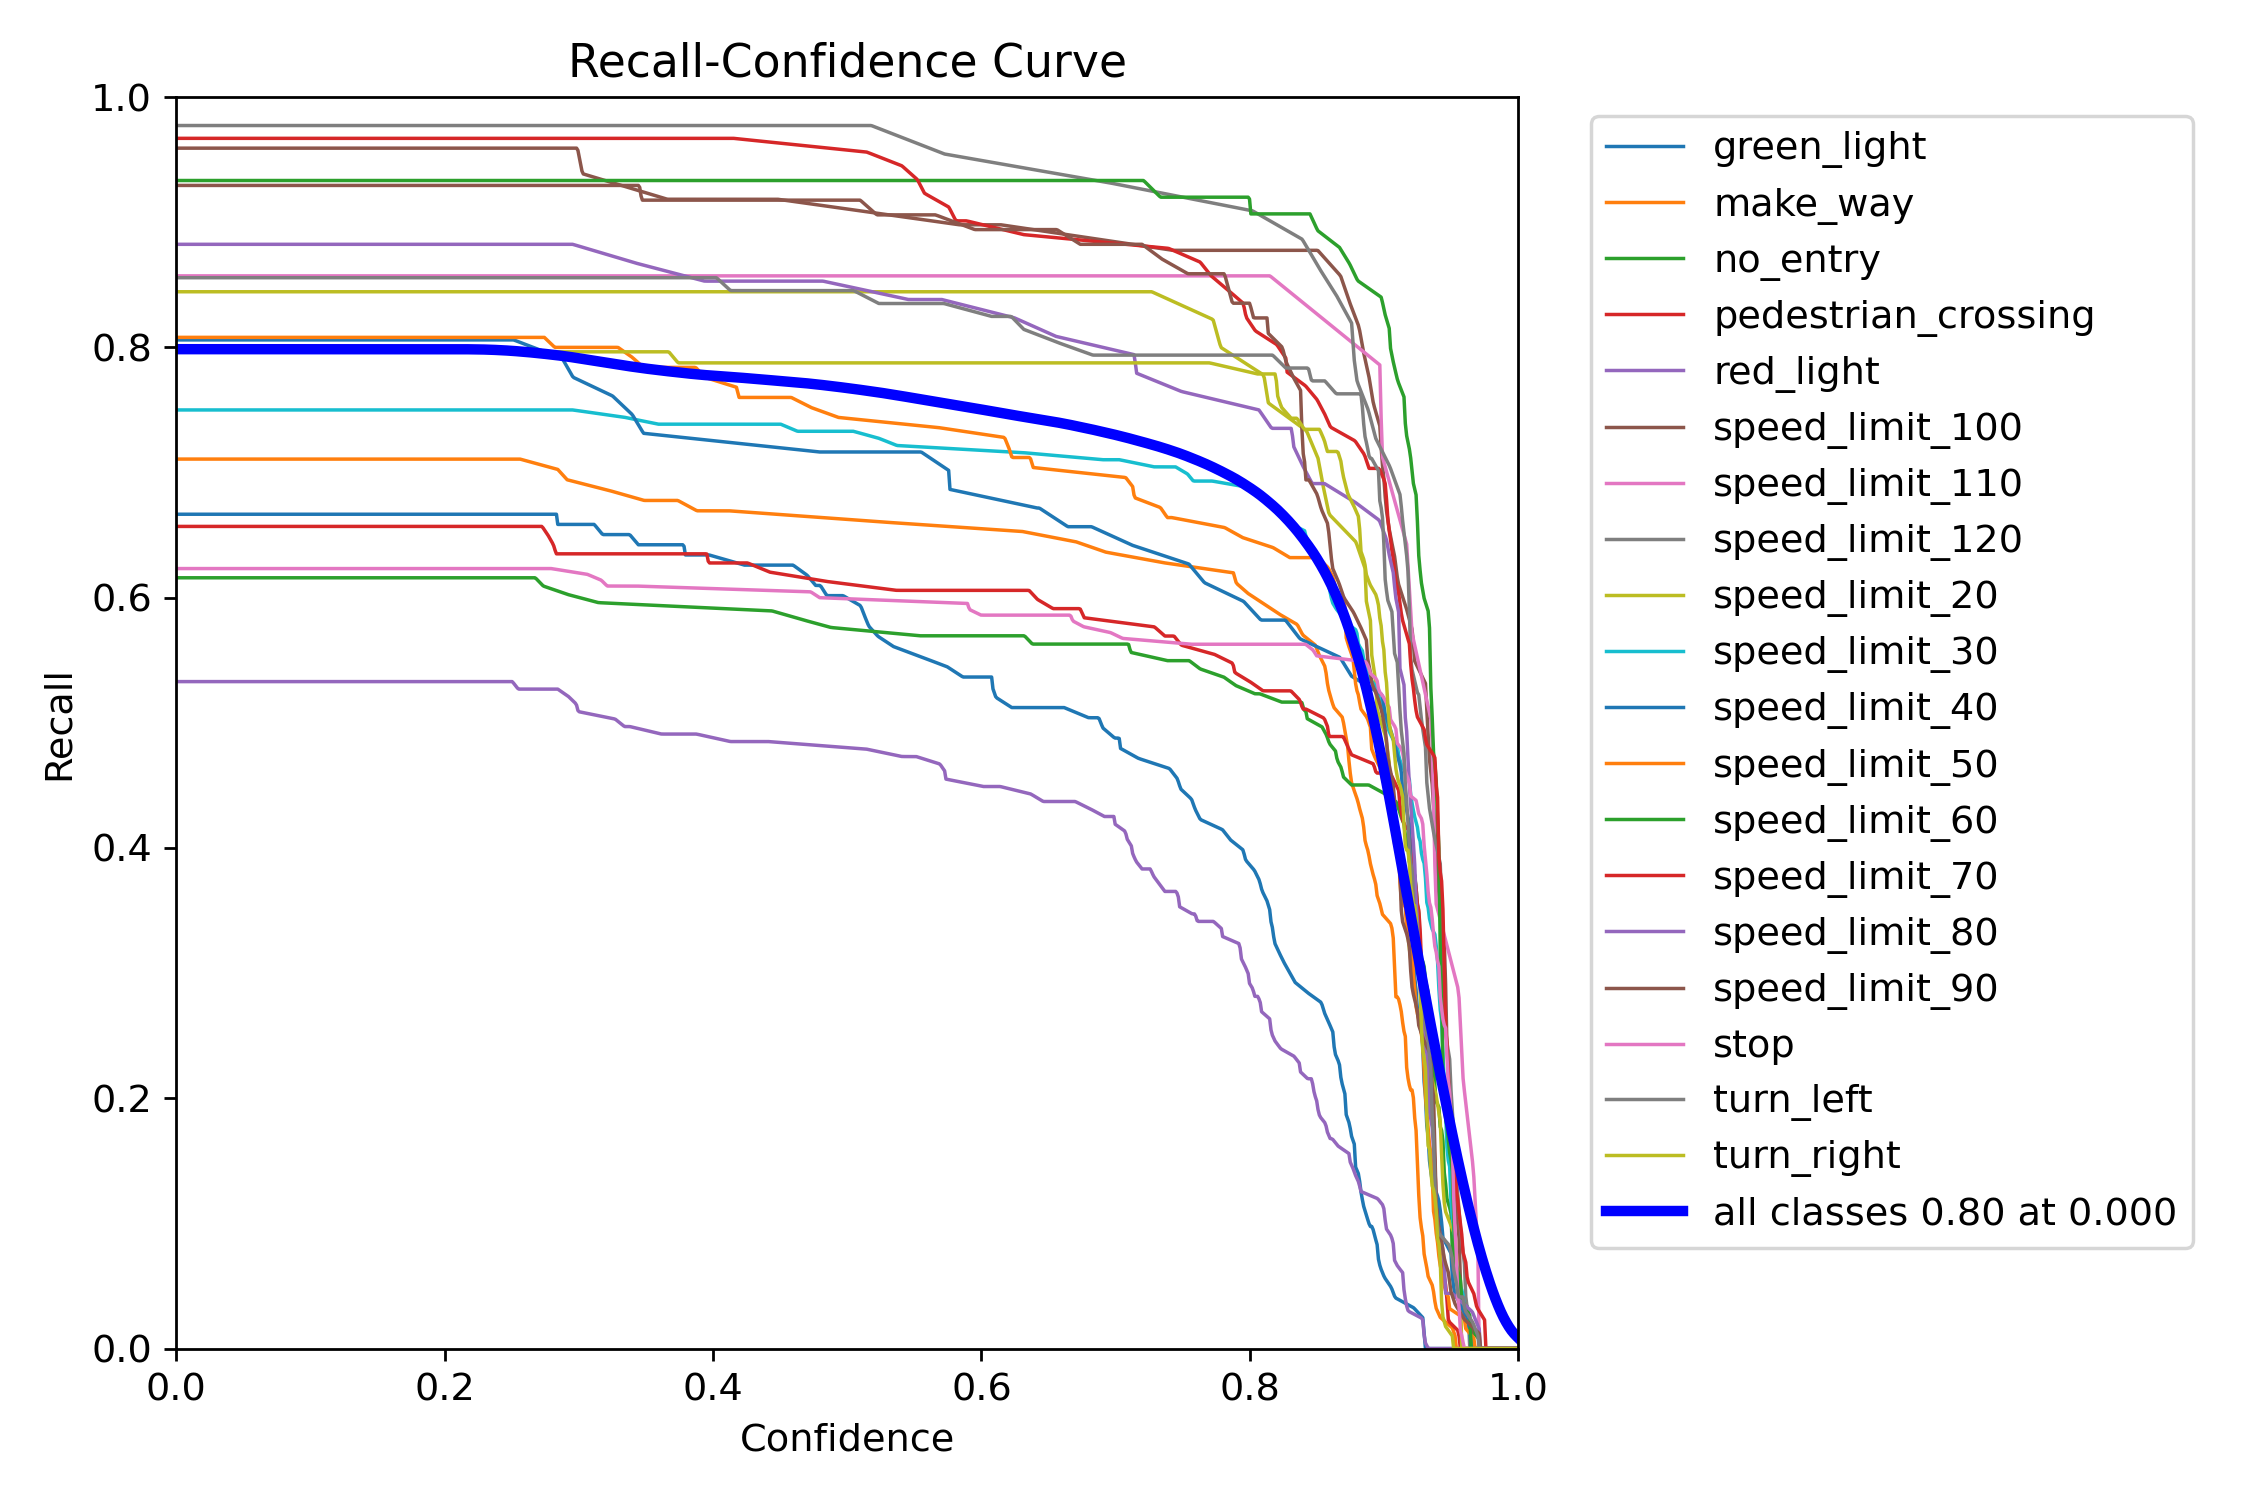 Recall-Confidence Curve
1.0
0.8
0.6
0.4
0.2
0.0
Recall
0.0 0.2 0.4 0.6 0.8 1.0
Confidence
green_light
make_way
no_entry
pedestrian_crossing
red_light
speed_limit_100
speed_limit_110
speed_limit_120
speed_limit_20
speed_limit_30
speed_limit_40
speed_limit_50
speed_limit_60
speed_limit_70
speed_limit_80
speed_limit_90
stop
turn_left
turn_right
all classes 0.80 at 0.000